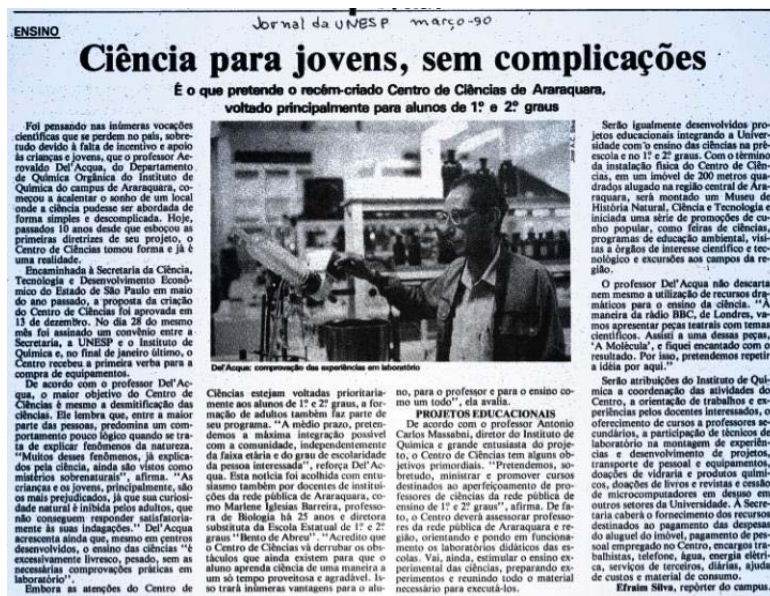 Jornal da UNESP março-90
ENSINO
Ciência para jovens, sem complicações
É o que pretende o recém-criado Centro de Ciências de Araraquara,
voltado principalmente para alunos de 1º e 2º graus
Foi pensando nas inúmeras vocações
científicas que se perdem no país, sobre-
tudo devido à falta de incentivo e apoio
às crianças e jovens, que o professor Ae-
rovaldo Del'Acqua, do Departamento
de Química Orgânica do Instituto de
Química do campus de Araraquara, co-
meçou a acalentar o sonho de um local
onde a ciência pudesse ser abordada de
forma simples e descomplicada. Hoje,
passados 10 anos desde que esboçou as
primeiras diretrizes de seu projeto, o
Centro de Ciências tomou forma e já é
uma realidade.
Encaminhada à Secretaria da Ciência,
Tecnologia e Desenvolvimento Econô-
mico do Estado de São Paulo em maio
do ano passado, a proposta da criação
do Centro de Ciências foi aprovada em
13 de dezembro. No dia 28 do mesmo
mês foi assinado um convênio entre a
Secretaria, a UNESP e o Instituto de
Química e, no final de janeiro último, o
Centro recebeu a primeira verba para a
compra de equipamentos.
De acordo com o professor Del'Ac-
qua, o maior objetivo do Centro de
Ciências é mesmo a desmitificação das
ciências. Ele lembra que, entre a maior
parte das pessoas, predomina um com-
portamento pouco lógico quando se tra-
ta de explicar fenômenos da natureza.
"Muitos desses fenômenos, já explica-
dos pela ciência, ainda são vistos como
mistérios sobrenaturais", afirma. "As
crianças e os jovens, principalmente, são
os mais prejudicados, já que sua curiosi-
dade natural é inibida pelos adultos, que
não conseguem responder satisfatoria-
mente às suas indagações." Del'Acqua
acrescenta ainda que, mesmo em centros
desenvolvidos, o ensino das ciências "é
excessivamente livresco, pesado, sem as
necessárias comprovações práticas em
laboratório".
Embora as atenções do Centro de
Del'Acqua: comprovação das experiências em laboratório
Ciências estejam voltadas prioritaria-
mente aos alunos de 1º e 2º graus, a for-
mação de adultos também faz parte de
seu programa. "A médio prazo, preten-
demos a máxima integração possível
com a comunidade, independentemente
da faixa etária e do grau de escolaridade
da pessoa interessada", reforça Del'Ac-
qua. Esta notícia foi acolhida com entu-
siasmo também por docentes de institui-
ções da rede pública de Araraquara, co-
mo Marlene Iglesias Barreira, professo-
ra de Biologia há 25 anos e diretora
substituta da Escola Estatual de 1º e 2º
graus "Bento de Abreu". "Acredito que
o Centro de Ciências vá derrubar os obs-
táculos que ainda existem para que o
aluno aprenda ciência de uma maneira a
um só tempo proveitosa e agradável. Is-
so trará inúmeras vantagens para o alu-
no, para o professor e para o ensino co-
mo um todo", ela avalia.
PROJETOS EDUCACIONAIS
De acordo com o professor Antonio
Carlos Massabni, diretor do Instituto de
Química e grande entusiasta do proje-
to, o Centro de Ciências tem alguns ob-
jetivos primordiais. "Pretendemos, so-
bretudo, ministrar e promover cursos
destinados ao aperfeiçoamento de pro-
fessores de ciências da rede pública de
ensino de 1º e 2º graus", afirma. De fa-
to, o Centro deverá assessorar professo-
res da rede pública de Araraquara e re-
gião, orientando e pondo em funciona-
mento os laboratórios didáticos das es-
colas. Vai, ainda, estimular o ensino ex-
perimental das ciências, preparando ex-
perimentos e reunindo todo o material
necessário para executá-los.
Serão igualmente desenvolvidos pro-
jetos educacionais integrando a Univer-
sidade com o ensino das ciências na pré-
escola e no 1º e 2º graus. Com o término
da instalação física do Centro de Ciên-
cias, em um imóvel de 200 metros qua-
drados alugado na região central de Ara-
raquara, será montado um Museu de
História Natural, Ciência e Tecnologia e
iniciada uma série de promoções de cu-
nho popular, como feiras de ciências,
programas de educação ambiental, visi-
tas a órgãos de interesse científico e tec-
nológico e excursões aos campos da re-
gião.
O professor Del'Acqua não descarta
nem mesmo a utilização de recursos dra-
máticos para o ensino da ciência. "À
maneira da rádio BBC, de Londres, va-
mos apresentar peças teatrais com temas
científicos. Assisti a uma dessas peças,
'A Molécula', e fiquei encantado com o
resultado. Por isso, pretendemos repetir
a idéia por aqui."
Serão atribuições do Instituto de Quí-
mica a coordenação das atividades do
Centro, a orientação de trabalhos e ex-
periências pelos docentes interessados, o
oferecimento de cursos a professores se-
cundários, a participação de técnicos de
laboratório na montagem de experiên-
cias e desenvolvimento de projetos,
transporte de pessoal e equipamentos,
doações de vidraria e produtos quími-
cos, doações de livros e revistas e cessão
de microcomputadores em desuso em
outros setores da Universidade. À Secre-
taria caberá o fornecimento dos recursos
destinados ao pagamento das despesas
do aluguel do imóvel, pagamento de pes-
soal empregado no Centro, encargos tra-
balhistas, telefone, água, energia elétri-
ca, serviços de terceiros, diárias, ajuda
de custos e material de consumo.
Efraim Silva, repórter do campus.